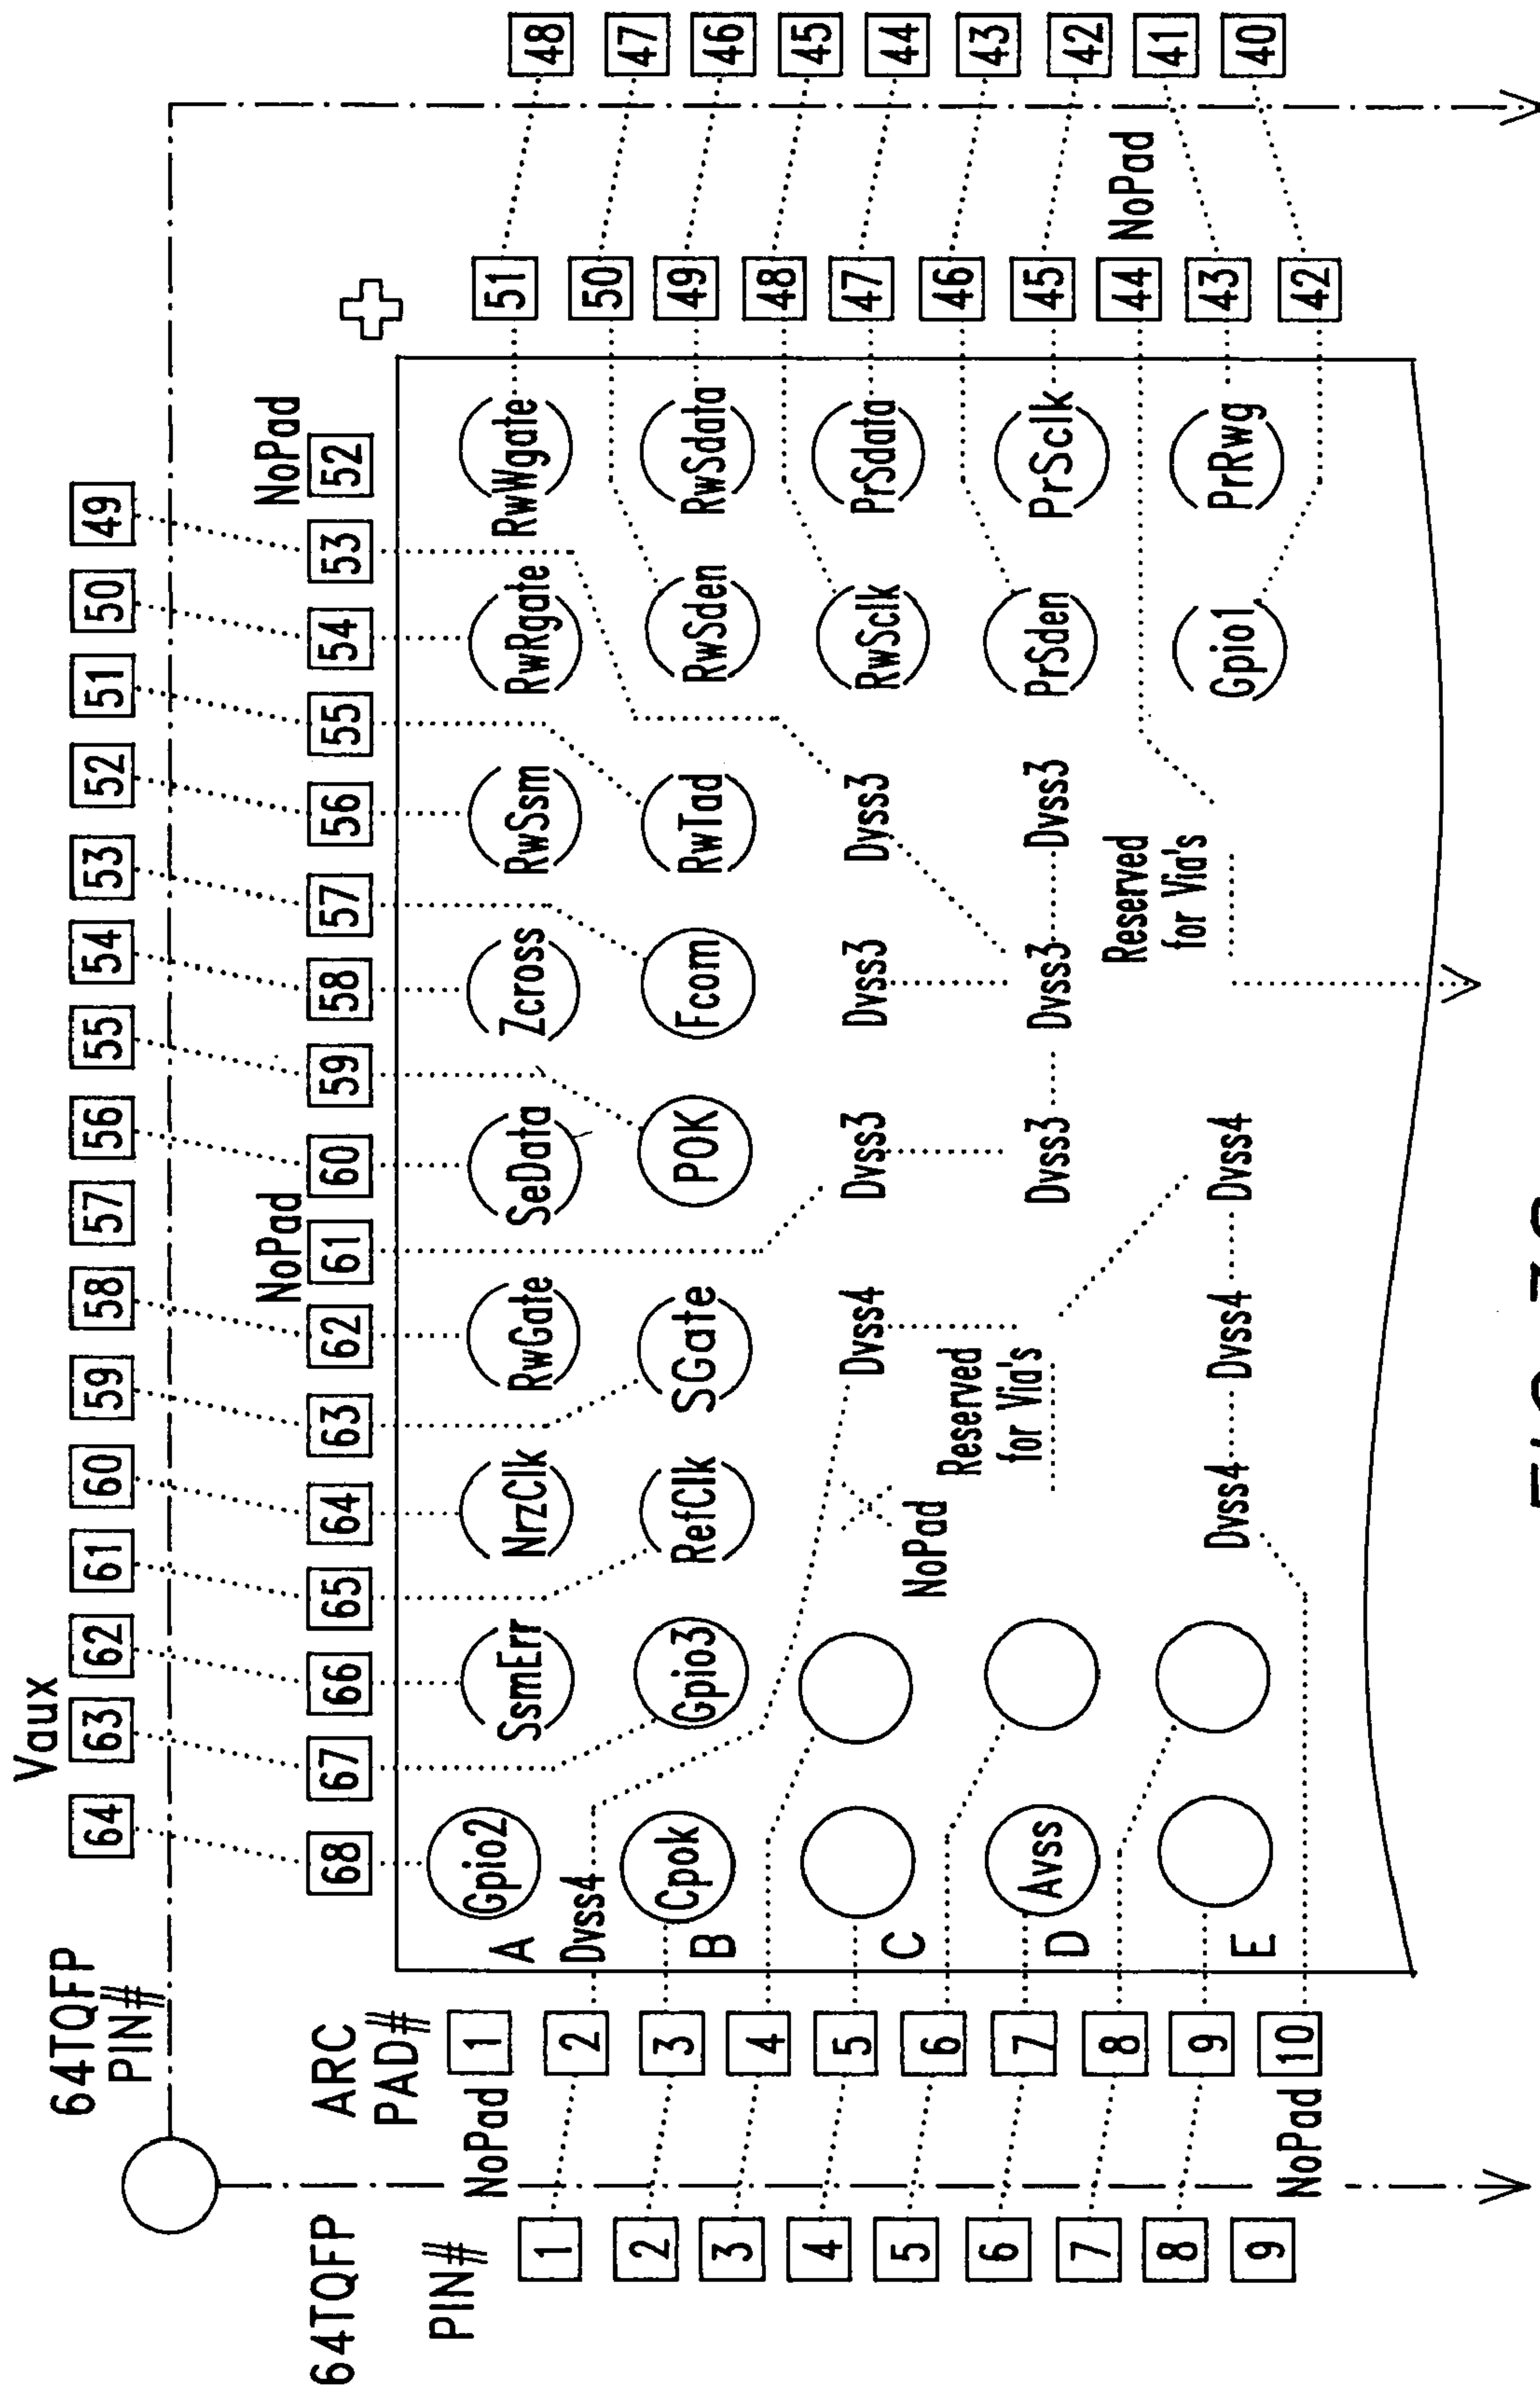 Vaux
64TQFP 64 63 62 61 60 59 58 57 56 55 54 53 52 51 50 49
PIN#
NoPad NoPad
64TQFP ARC 68 67 66 65 64 63 62 61 60 59 58 57 56 55 54 53 52
PAD#
PIN# NoPad 1 A Gpio2 SsmErr NrzClk RwGate SeData Zcross RwSsm RwRgate RwWgate 51 48
1 2 Dvss4 50 47
2 3 B Cpok Gpio3 RefClk SGate POK Fcom RwTad RwSden RwSdata 49 46
3 4 48 45
4 5 C Dvss4 Dvss3 Dvss3 Dvss3 RwSclk PrSdata 47 44
5 6 NoPad Reserved 46 43
6 7 D Avss for Via's Dvss3 Dvss3 Dvss3 PrSden PrSclk 45 42
7 8 Reserved 44 NoPad 41
8 9 E for Via's PrRwg 43 40
9 NoPad 10 Dvss4 Dvss4 Dvss4 Gpio1 42